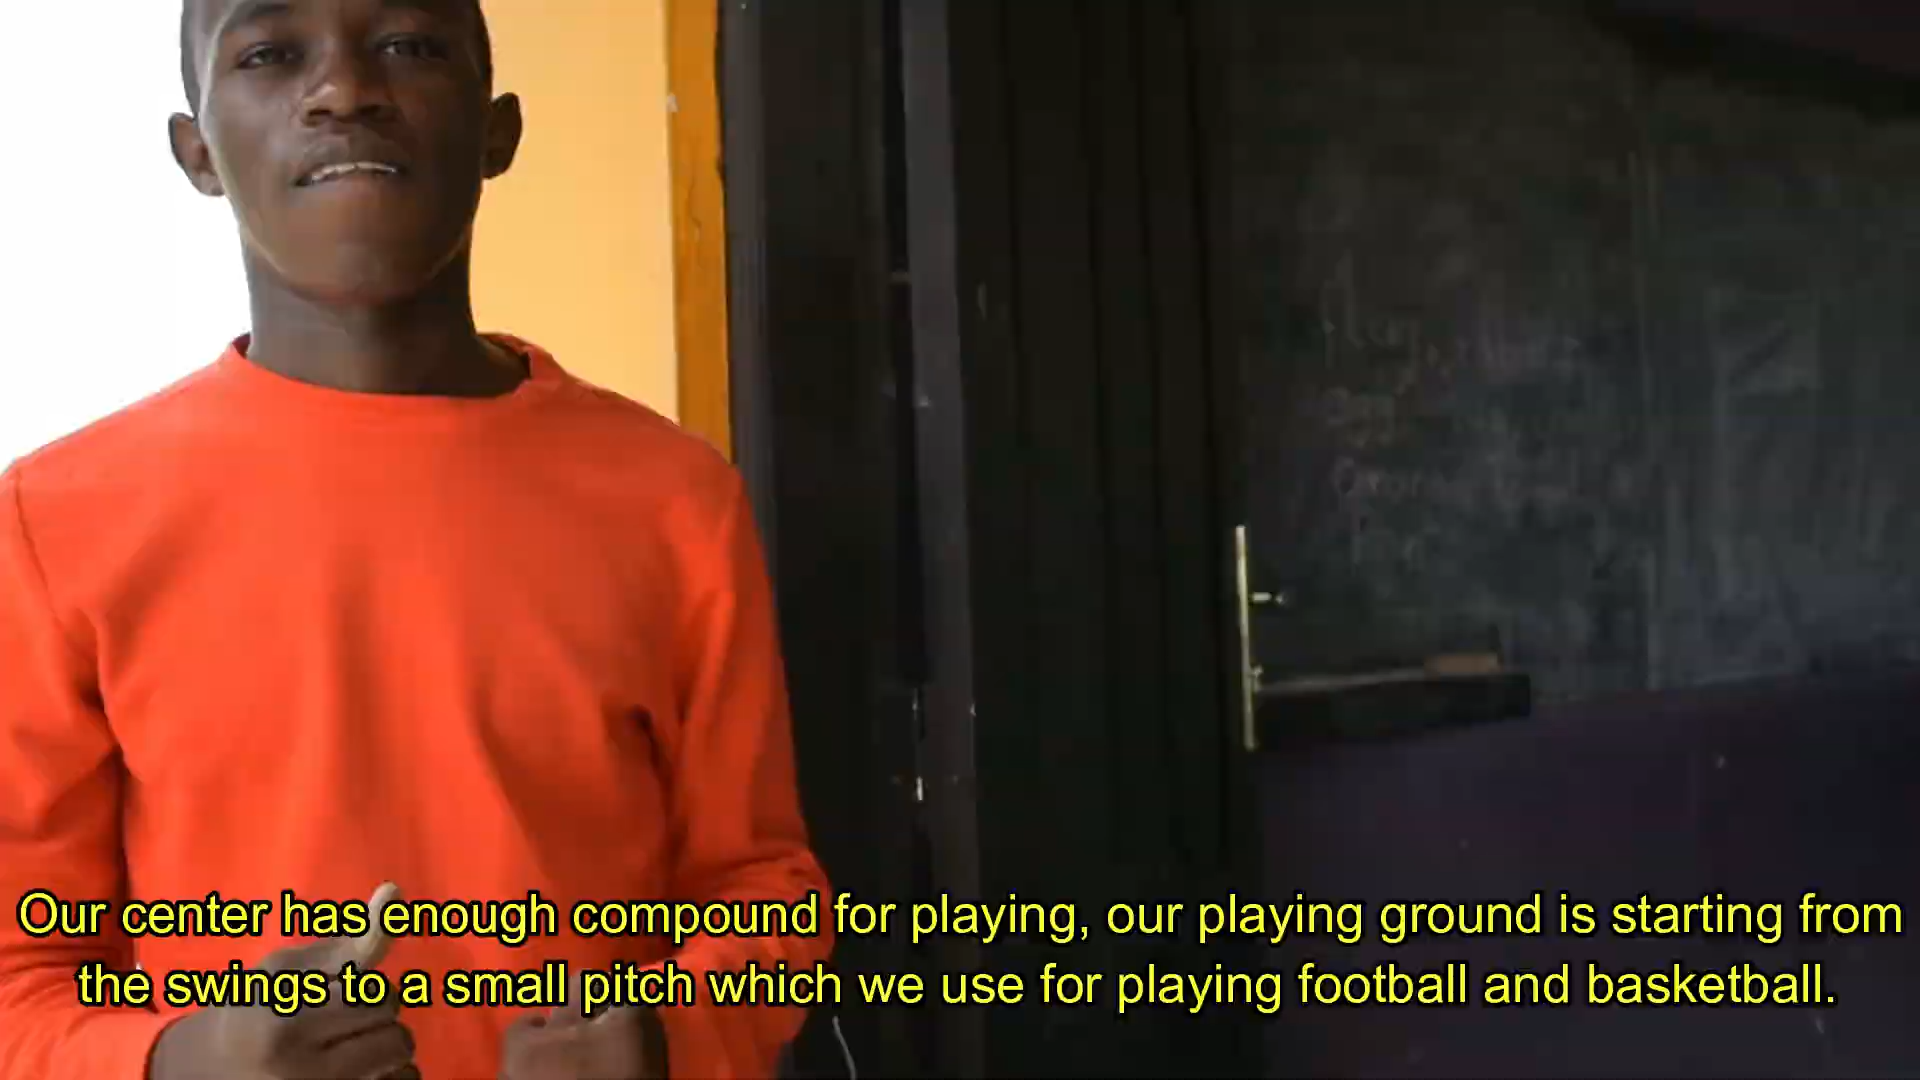 Our center has enough compound for playing, our playing ground is starting from
the swings to a small pitch which we use for playing football and basketball.